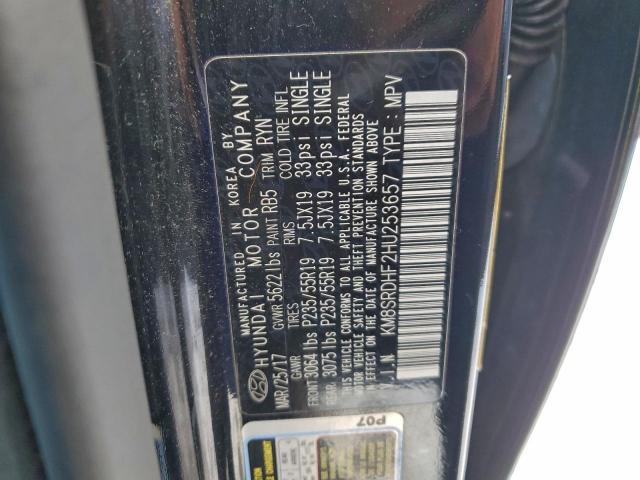 MANUFACTURED IN KOREA BY
HYUNDAI MOTOR COMPANY
MAR/25/17 GVWR 5622 lbs PAINT RB5 TRIM RYN
GAWR TIRES RIMS COLD TIRE INFL
FRONT 3064 lbs P235/55R19 7.5JX19 33psi SINGLE
REAR 3075 lbs P235/55R19 7.5JX19 33psi SINGLE
THIS VEHICLE CONFORMS TO ALL APPLICABLE U.S.A. FEDERAL
MOTOR VEHICLE SAFETY AND THEFT PREVENTION STANDARDS
IN EFFECT ON THE DATE OF MANUFACTURE SHOWN ABOVE
V.I.N KM8SRDHF2HU253657 TYPE: MPV
P07